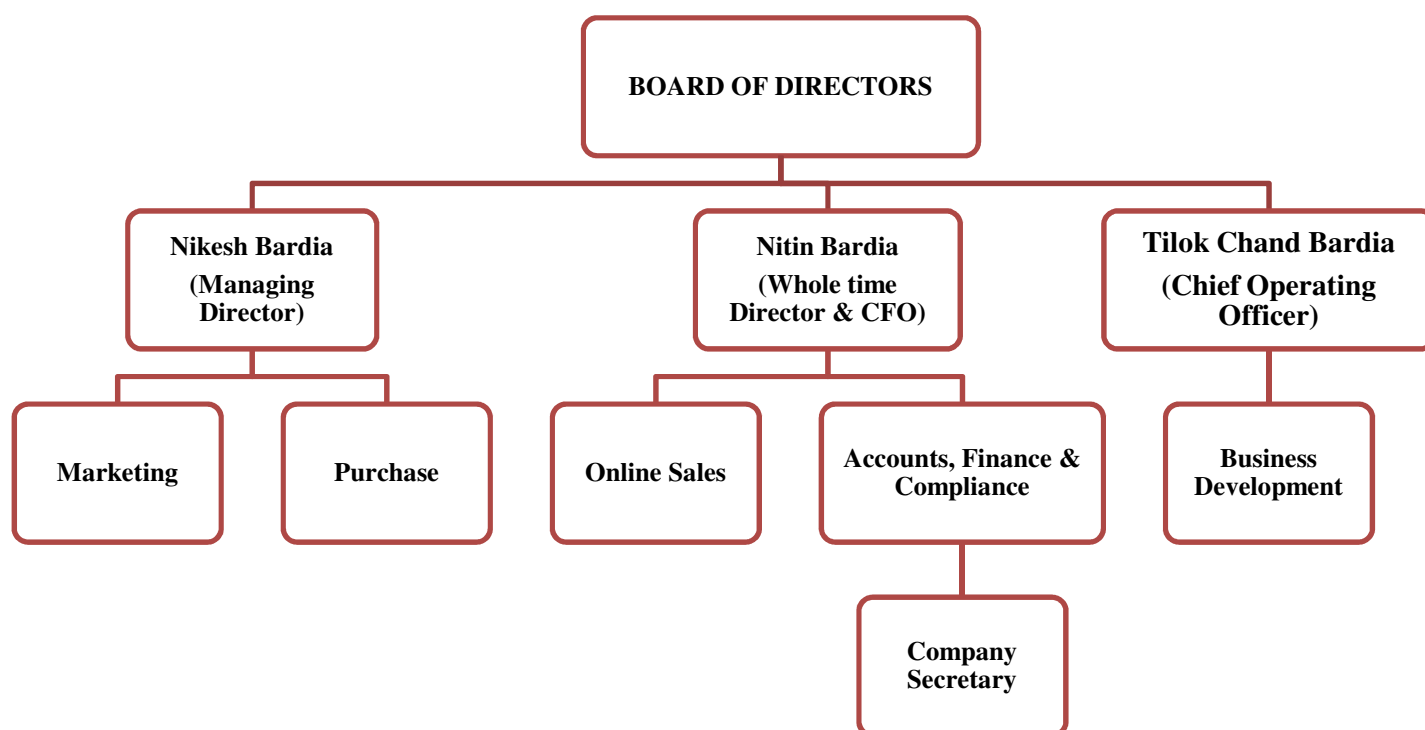 BOARD OF DIRECTORS
Nikesh Bardia
(Managing
Director)
Nitin Bardia
(Whole time
Director & CFO)
Tilok Chand Bardia
(Chief Operating
Officer)
Marketing
Purchase
Online Sales
Accounts, Finance &
Compliance
Business
Development
Company
Secretary